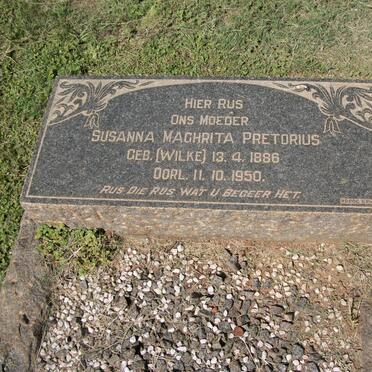 HIER RUS
ONS MOEDER
SUSANNA MAGHRITA PRETORIUS
GEB. (WILKE) 13. 4. 1886
OORL. 11. 10. 1950.
RUS DIE RUS WAT U BEGEER HET.